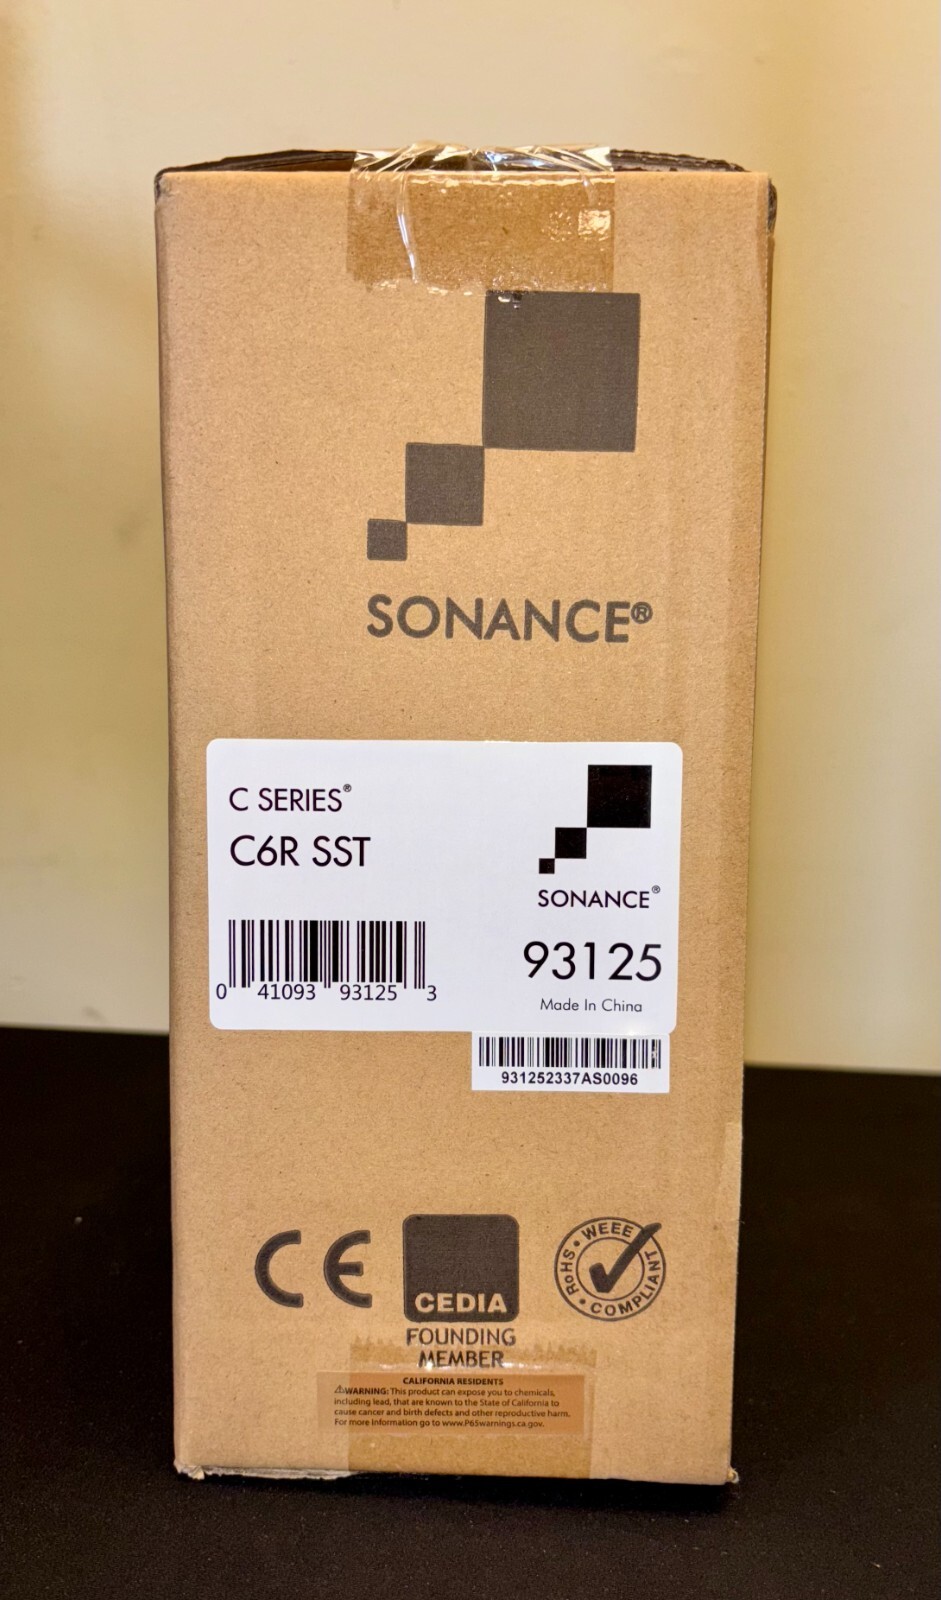 SONANCE®
C SERIES®
C6R SST
SONANCE®
93125
Made In China
0 41093 93125 3
931252337AS0096
CE
CEDIA
FOUNDING
MEMBER
WEEE • COMPLIANT • RoHS •
CALIFORNIA RESIDENTS
⚠WARNING: This product can expose you to chemicals,
including lead, that are known to the State of California to
cause cancer and birth defects and other reproductive harm.
For more information go to www.P65warnings.ca.gov.